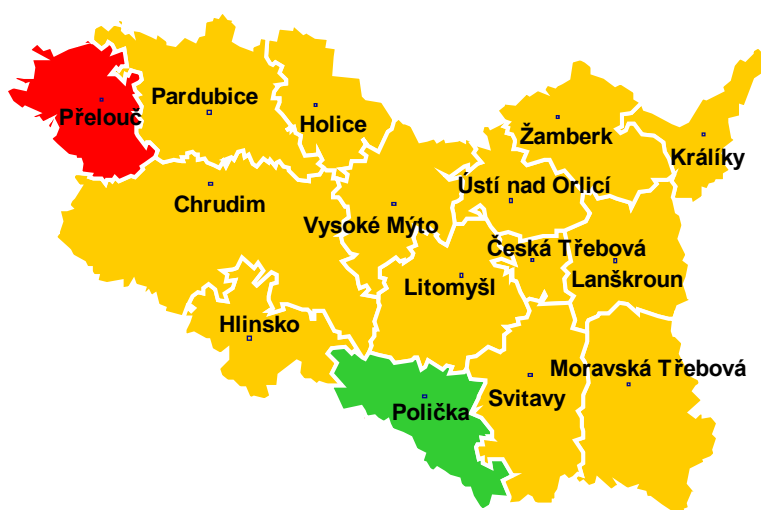 Pardubice
Přelouč
Holice
Žamberk
Králíky
Ústí nad Orlicí
Chrudim
Vysoké Mýto
Česká Třebová
Litomyšl
Lanškroun
Hlinsko
Moravská Třebová
Svitavy
Polička